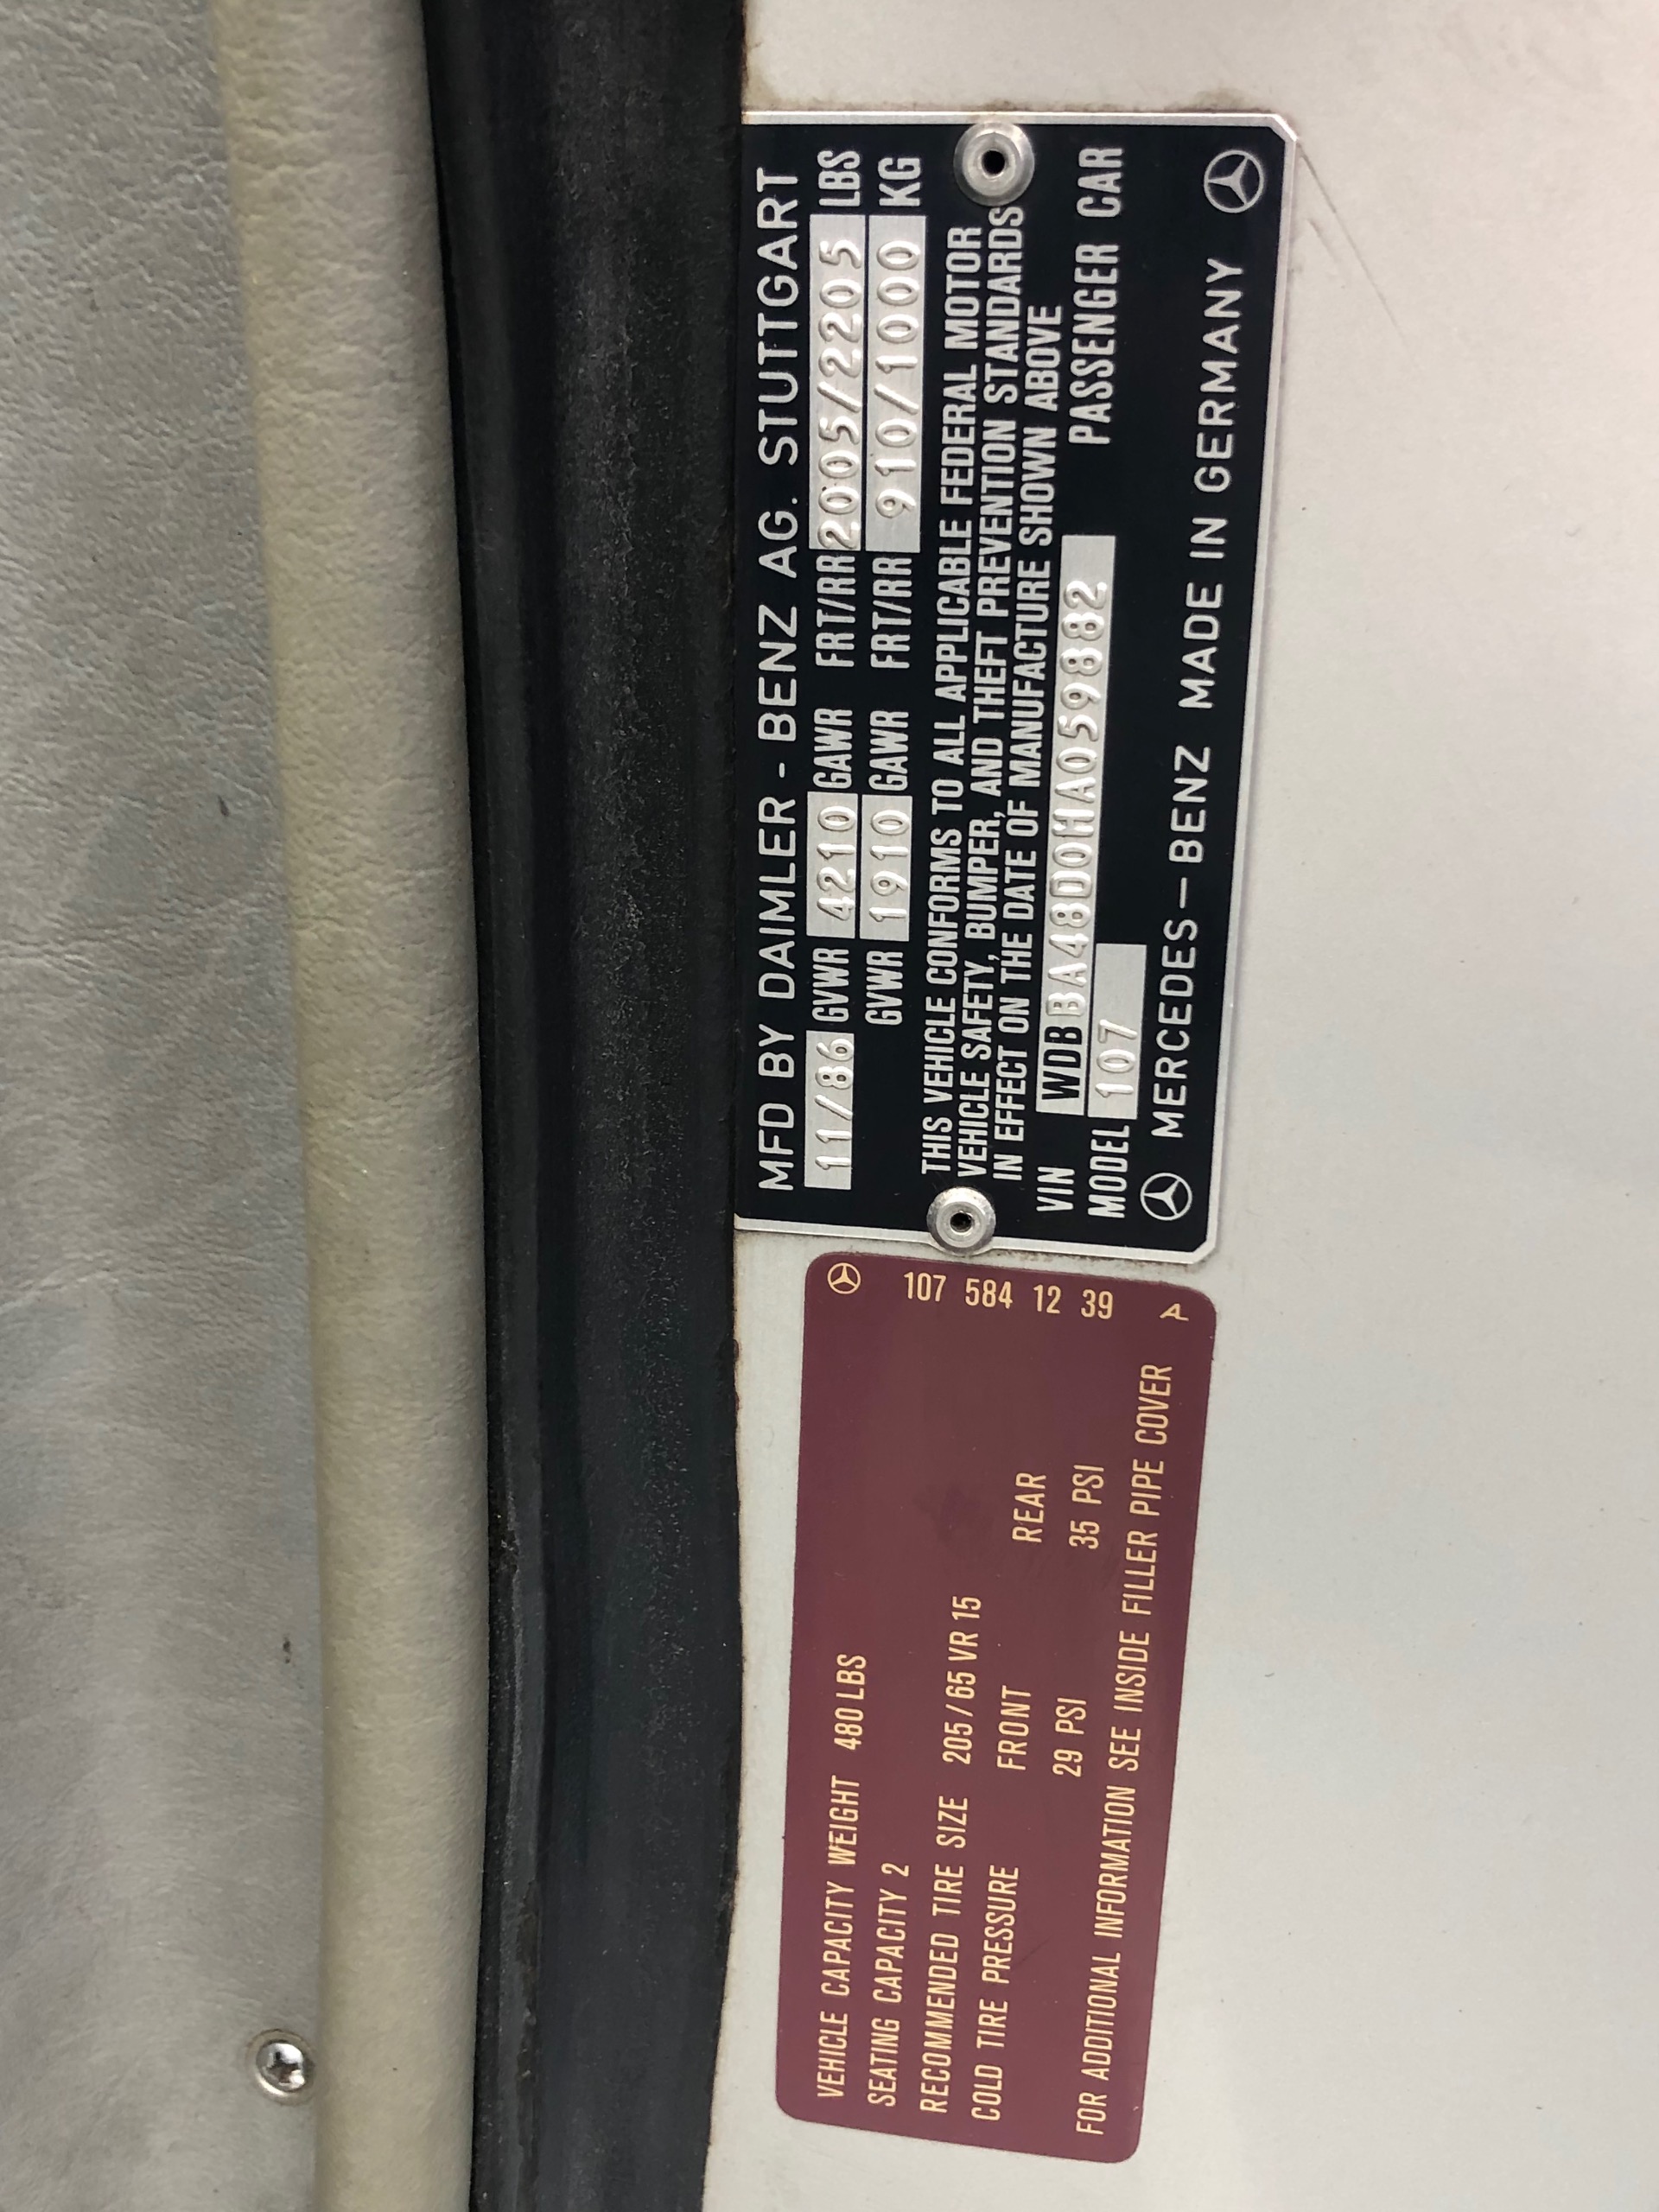 MFD BY DAIMLER - BENZ AG. STUTTGART
11/86 GVWR 4210 GAWR FRT/RR 2005/2205 LBS
GVWR 1910 GAWR FRT/RR 910/1000 KG
THIS VEHICLE CONFORMS TO ALL APPLICABLE FEDERAL MOTOR
VEHICLE SAFETY, BUMPER, AND THEFT PREVENTION STANDARDS
IN EFFECT ON THE DATE OF MANUFACTURE SHOWN ABOVE
VIN WDB BA48D0HA059882
MODEL 107 PASSENGER CAR
MERCEDES-BENZ MADE IN GERMANY
VEHICLE CAPACITY WEIGHT 480 LBS
SEATING CAPACITY 2
RECOMMENDED TIRE SIZE 205/65 VR 15
COLD TIRE PRESSURE FRONT REAR
29 PSI 35 PSI
FOR ADDITIONAL INFORMATION SEE INSIDE FILLER PIPE COVER
107 584 12 39 A